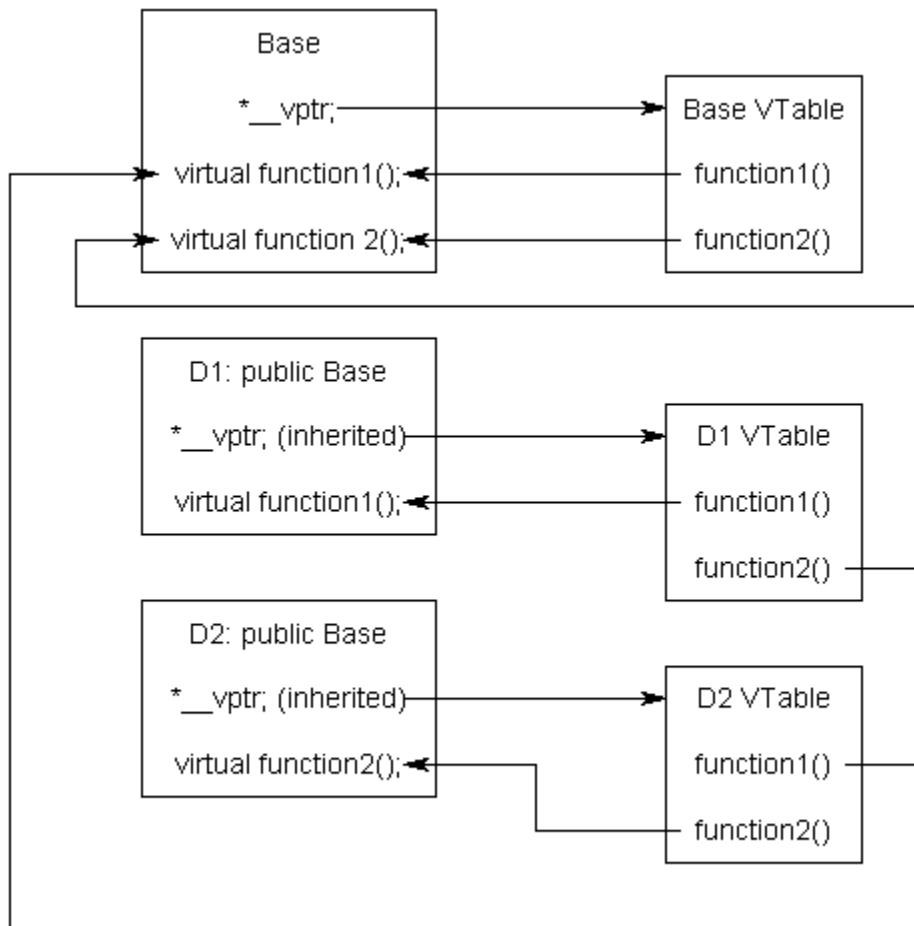 Base
*__vptr;
virtual function1();
virtual function 2();
Base VTable
function1()
function2()
D1: public Base
*__vptr; (inherited)
virtual function1();
D1 VTable
function1()
function2()
D2: public Base
*__vptr; (inherited)
virtual function2();
D2 VTable
function1()
function2()